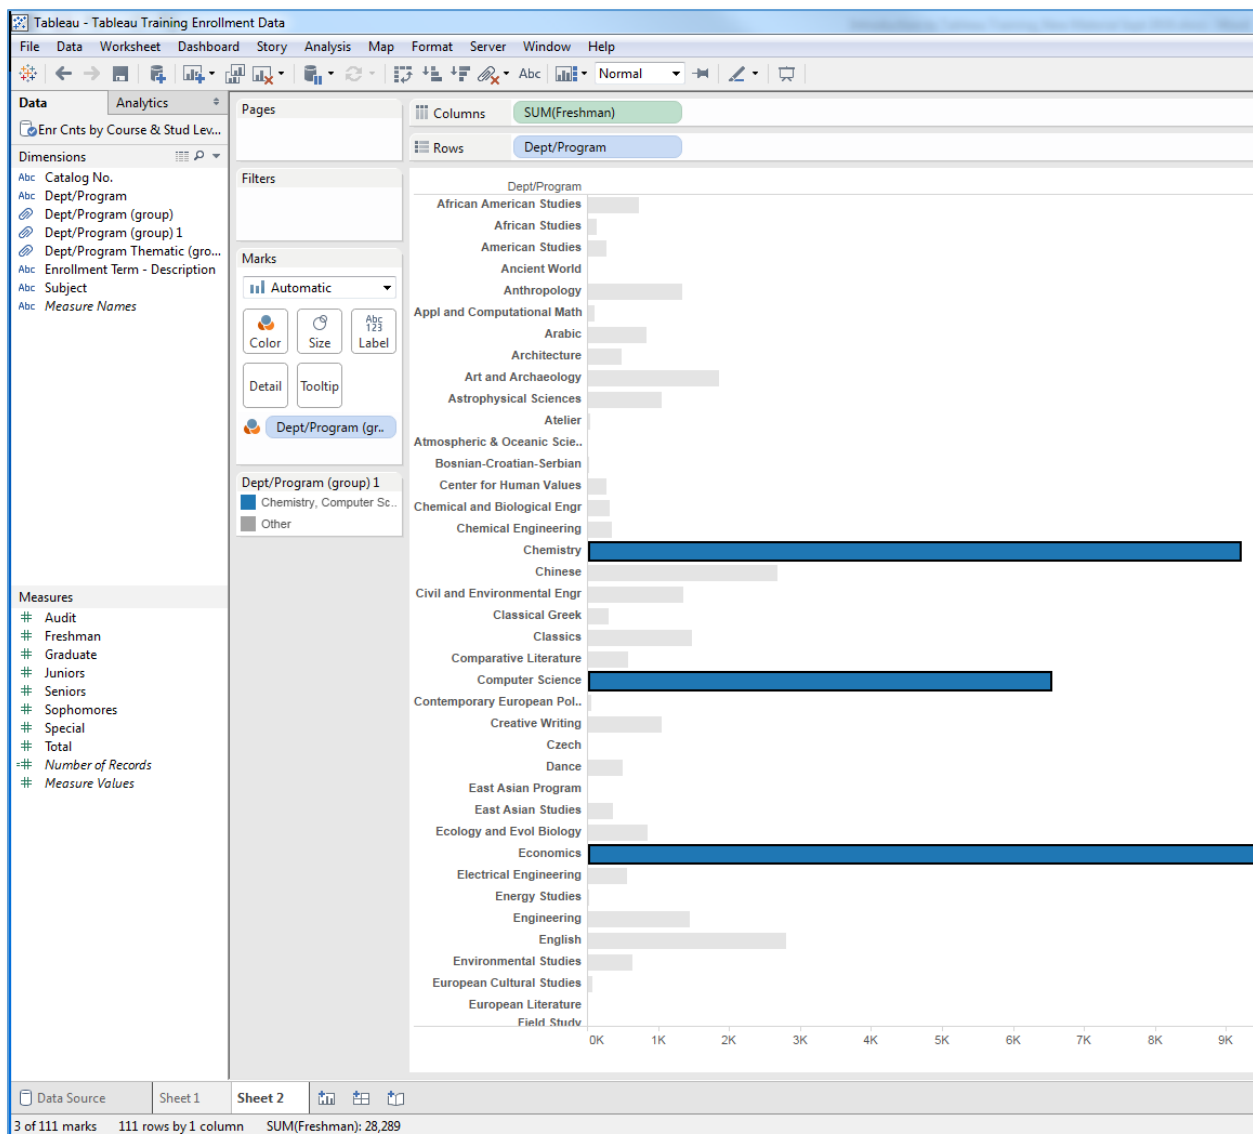 Tableau - Tableau Training Enrollment Data
File Data Worksheet Dashboard Story Analysis Map Format Server Window Help
Abc Normal
Data Analytics
Enr Cnts by Course & Stud Lev...
Dimensions
Abc Catalog No.
Abc Dept/Program
Dept/Program (group)
Dept/Program (group) 1
Dept/Program Thematic (gro...
Abc Enrollment Term - Description
Abc Subject
Abc Measure Names
Measures
Audit
Freshman
Graduate
Juniors
Seniors
Sophomores
Special
Total
Number of Records
Measure Values
Pages
Filters
Marks
Automatic
Color Size Abc 123 Label
Detail Tooltip
Dept/Program (gr..
Dept/Program (group) 1
Chemistry, Computer Sc..
Other
Columns SUM(Freshman)
Rows Dept/Program
Dept/Program
African American Studies
African Studies
American Studies
Ancient World
Anthropology
Appl and Computational Math
Arabic
Architecture
Art and Archaeology
Astrophysical Sciences
Atelier
Atmospheric & Oceanic Scie..
Bosnian-Croatian-Serbian
Center for Human Values
Chemical and Biological Engr
Chemical Engineering
Chemistry
Chinese
Civil and Environmental Engr
Classical Greek
Classics
Comparative Literature
Computer Science
Contemporary European Pol..
Creative Writing
Czech
Dance
East Asian Program
East Asian Studies
Ecology and Evol Biology
Economics
Electrical Engineering
Energy Studies
Engineering
English
Environmental Studies
European Cultural Studies
European Literature
Field Study
0K 1K 2K 3K 4K 5K 6K 7K 8K 9K
Data Source Sheet 1 Sheet 2
3 of 111 marks 111 rows by 1 column SUM(Freshman): 28,289